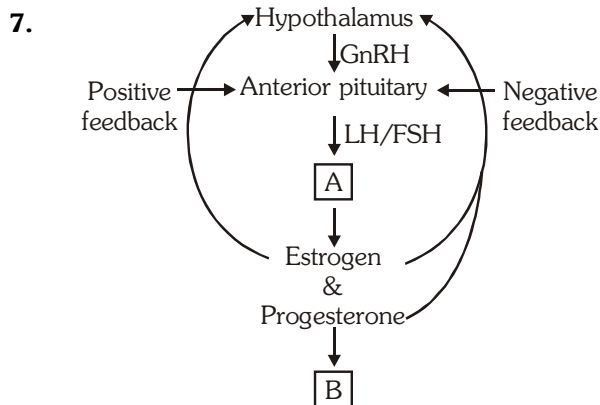 7.
Hypothalamus
GnRH
Positive feedback
Anterior pituitary
Negative feedback
LH/FSH
A
Estrogen
&
Progesterone
B